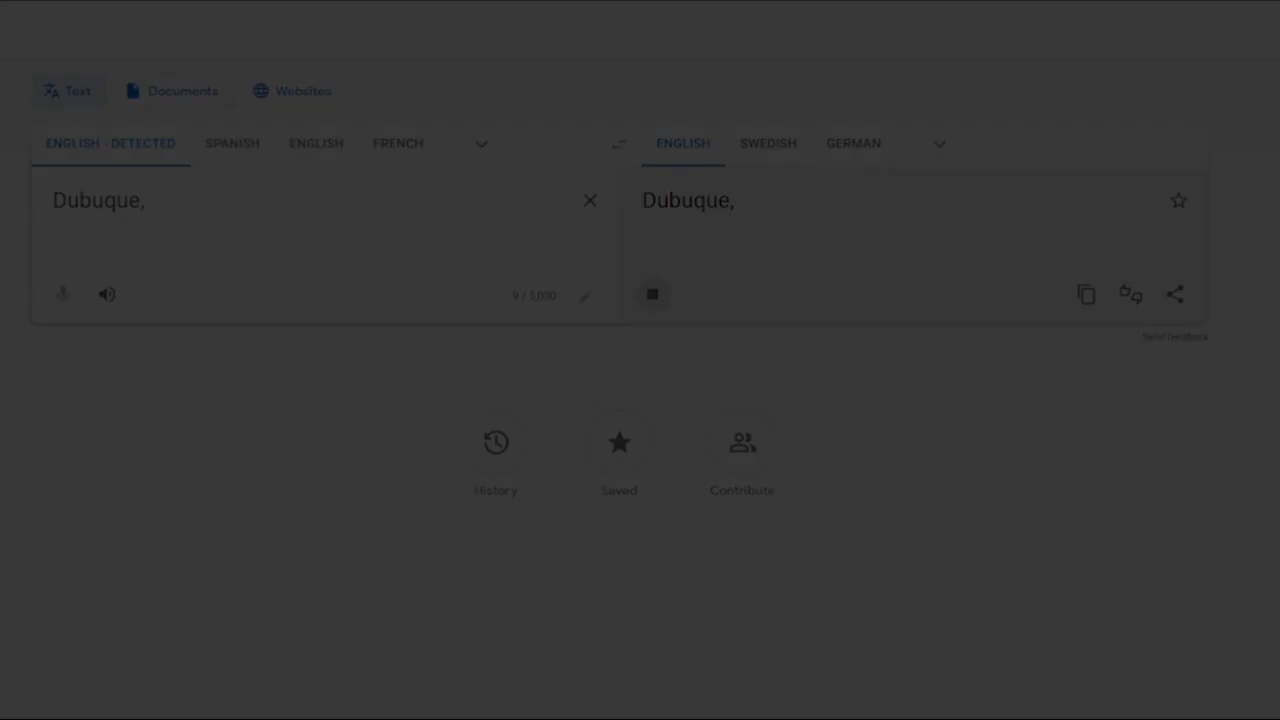 Text
Documents
Websites
ENGLISH - DETECTED
SPANISH
ENGLISH
FRENCH
ENGLISH
SWEDISH
GERMAN
Dubuque,
Dubuque,
9 / 5,000
Send feedback
History
Saved
Contribute